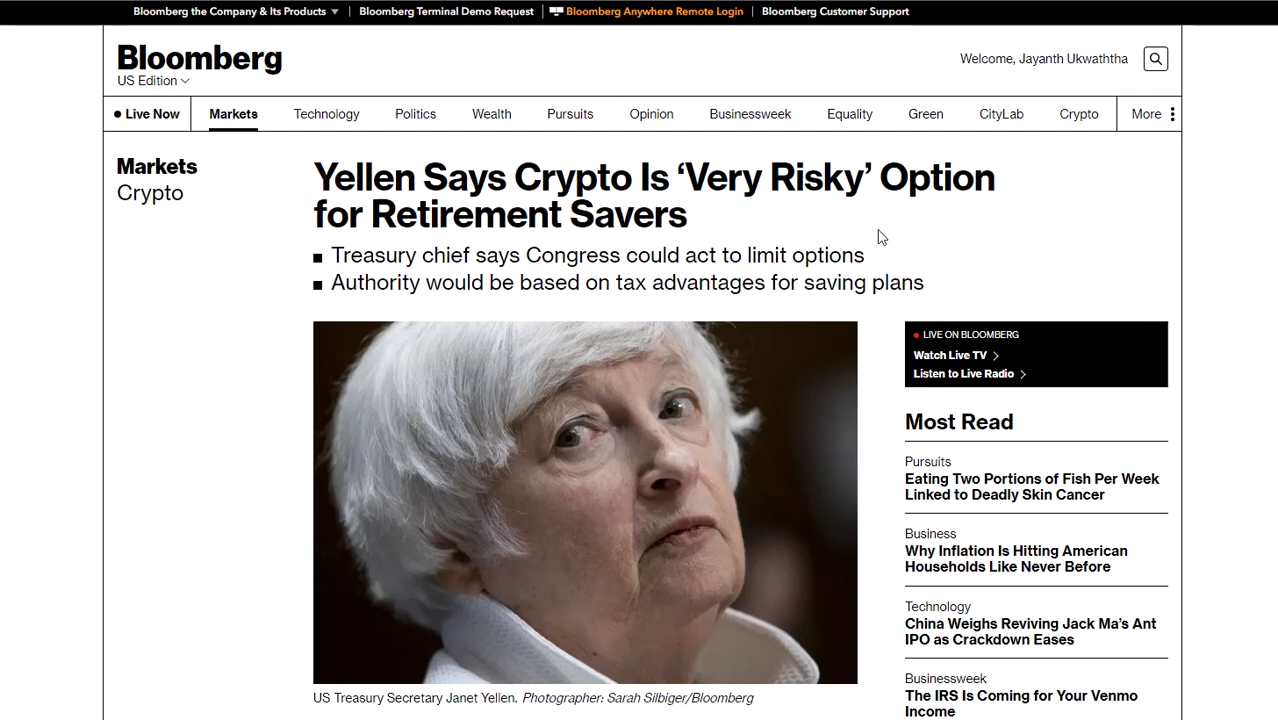 Bloomberg the Company & Its Products
Bloomberg Terminal Demo Request
Bloomberg Anywhere Remote Login
Bloomberg Customer Support
Bloomberg
US Edition
Welcome, Jayanth Ukwaththa
Live Now
Markets
Technology
Politics
Wealth
Pursuits
Opinion
Businessweek
Equality
Green
CityLab
Crypto
More
Markets
Crypto
Yellen Says Crypto Is ‘Very Risky’ Option
for Retirement Savers
Treasury chief says Congress could act to limit options
Authority would be based on tax advantages for saving plans
US Treasury Secretary Janet Yellen. Photographer: Sarah Silbiger/Bloomberg
LIVE ON BLOOMBERG
Watch Live TV
Listen to Live Radio
Most Read
Pursuits
Eating Two Portions of Fish Per Week
Linked to Deadly Skin Cancer
Business
Why Inflation Is Hitting American
Households Like Never Before
Technology
China Weighs Reviving Jack Ma’s Ant
IPO as Crackdown Eases
Businessweek
The IRS Is Coming for Your Venmo
Income